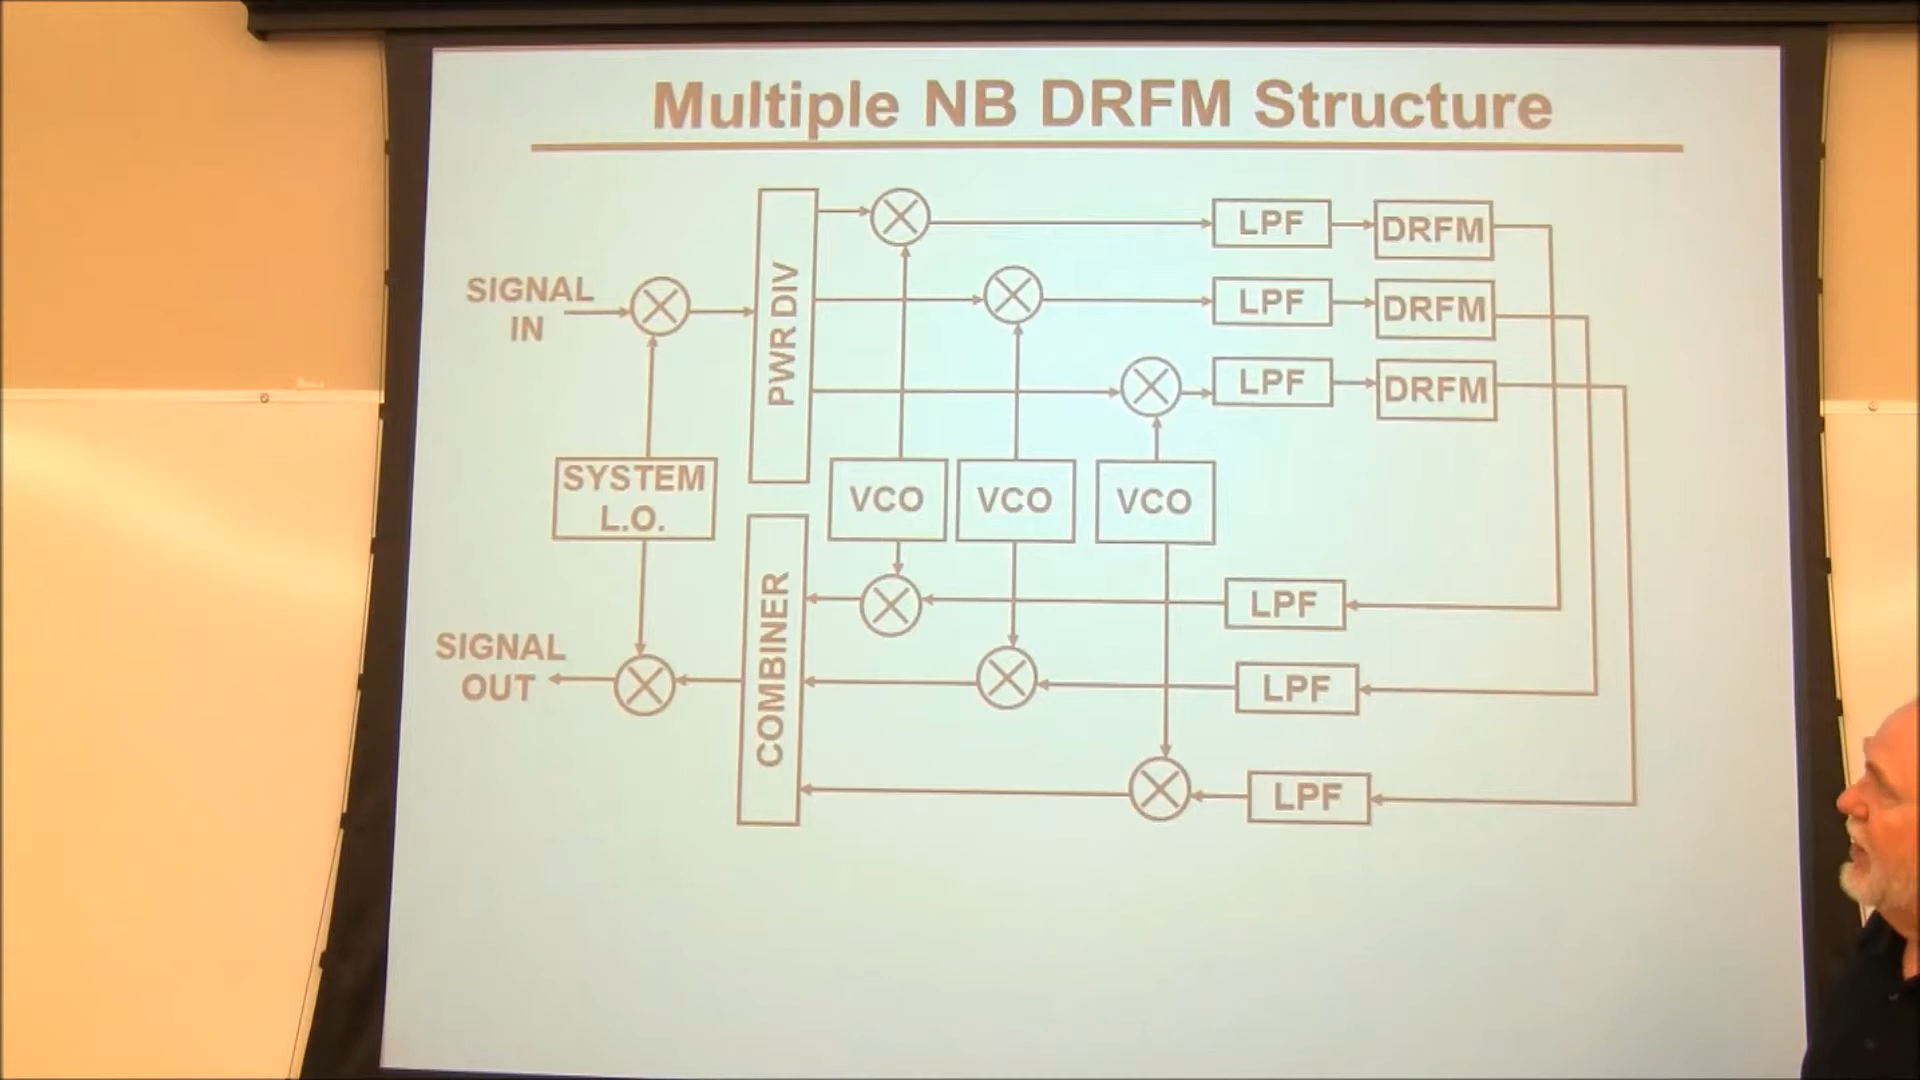 Multiple NB DRFM Structure
SIGNAL
IN
PWR DIV
LPF
DRFM
LPF
DRFM
LPF
DRFM
SYSTEM
L.O.
VCO
VCO
VCO
COMBINER
LPF
SIGNAL
OUT
LPF
LPF